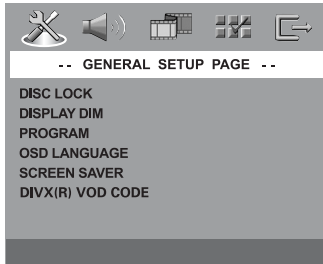 -- GENERAL SETUP PAGE --
DISC LOCK
DISPLAY DIM
PROGRAM
OSD LANGUAGE
SCREEN SAVER
DIVX(R) VOD CODE